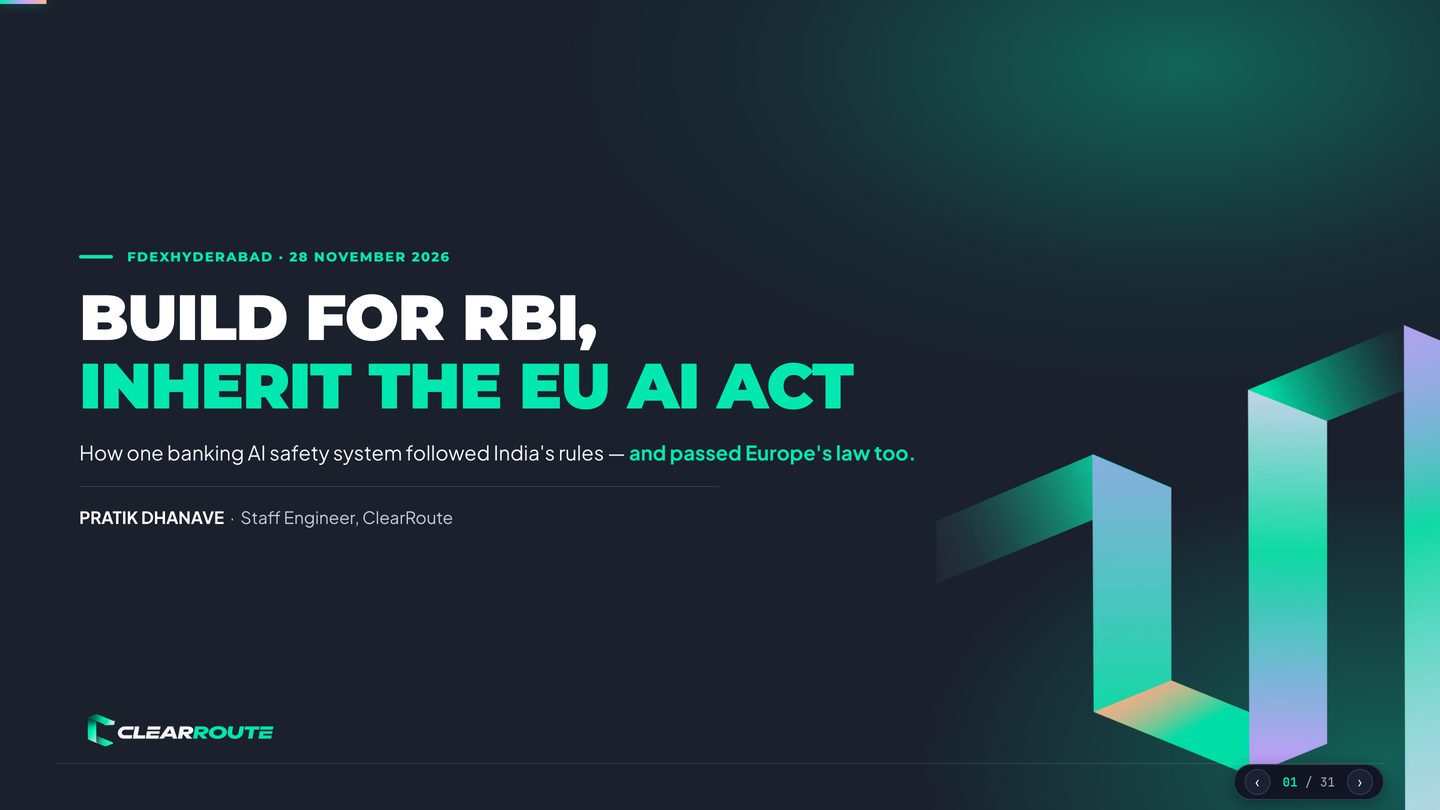 FDEXHYDERABAD · 28 NOVEMBER 2026
BUILD FOR RBI,
INHERIT THE EU AI ACT
How one banking AI safety system followed India's rules — and passed Europe's law too.
PRATIK DHANAVE · Staff Engineer, ClearRoute
CLEARROUTE
‹ 01 / 31 ›